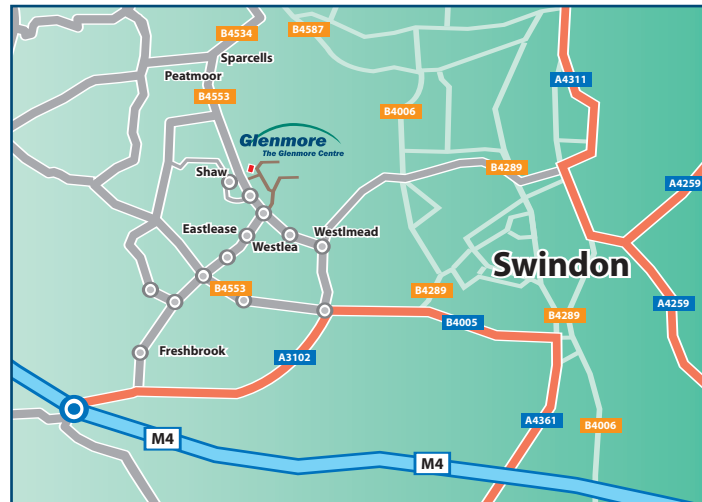 B4534
B4587
Sparcells
Peatmoor
A4311
B4553
B4006
Glenmore
The Glenmore Centre
B4289
Shaw
A4259
Eastlease
Westlmead
Westlea
Swindon
B4553
B4289
A4259
B4289
B4005
Freshbrook
A3102
A4361
B4006
M4
M4